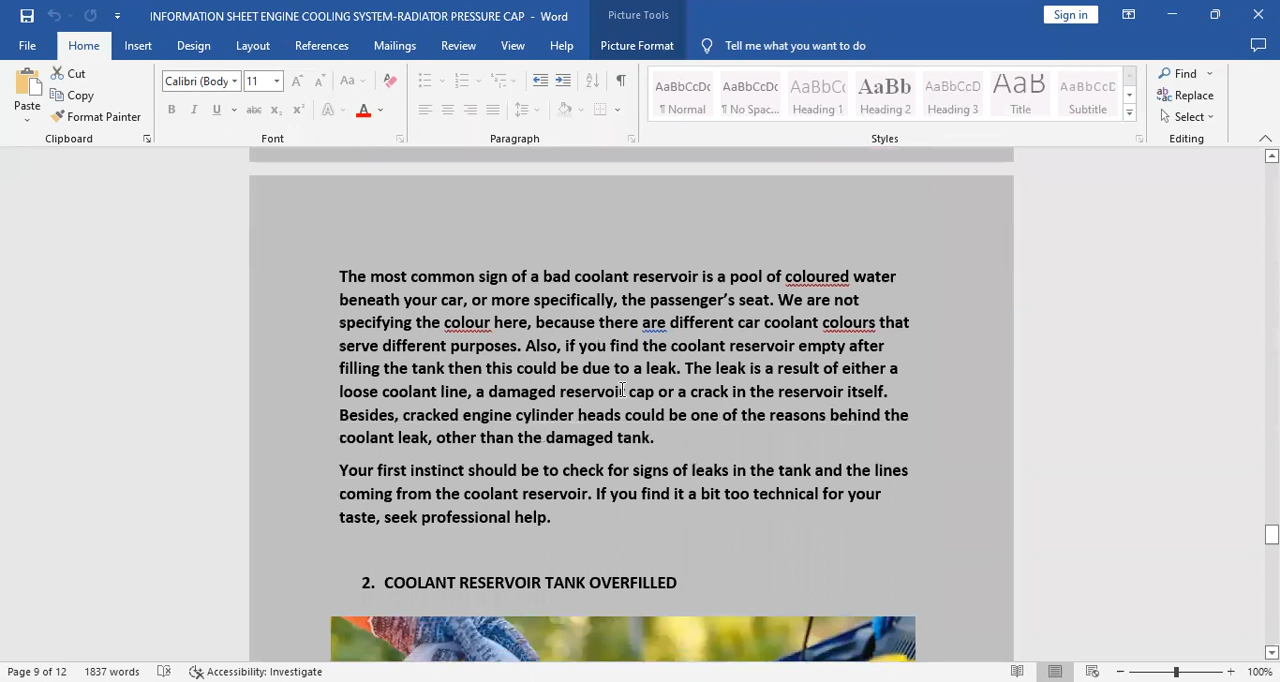 INFORMATION SHEET ENGINE COOLING SYSTEM-RADIATOR PRESSURE CAP - Word
Picture Tools
Sign in
File Home Insert Design Layout References Mailings Review View Help Picture Format Tell me what you want to do
Paste
Cut
Copy
Format Painter
Clipboard
Calibri (Body
11
Font
Paragraph
AaBbCcDc
¶ Normal
AaBbCcDc
¶ No Spac...
AaBbC
Heading 1
AaBb
Heading 2
AaBbCcD
Heading 3
AaB
Title
AaBbCcD
Subtitle
Styles
Find
Replace
Select
Editing
The most common sign of a bad coolant reservoir is a pool of coloured water
beneath your car, or more specifically, the passenger’s seat. We are not
specifying the colour here, because there are different car coolant colours that
serve different purposes. Also, if you find the coolant reservoir empty after
filling the tank then this could be due to a leak. The leak is a result of either a
loose coolant line, a damaged reservoir cap or a crack in the reservoir itself.
Besides, cracked engine cylinder heads could be one of the reasons behind the
coolant leak, other than the damaged tank.
Your first instinct should be to check for signs of leaks in the tank and the lines
coming from the coolant reservoir. If you find it a bit too technical for your
taste, seek professional help.
2. COOLANT RESERVOIR TANK OVERFILLED
Page 9 of 12 1837 words Accessibility: Investigate 100%